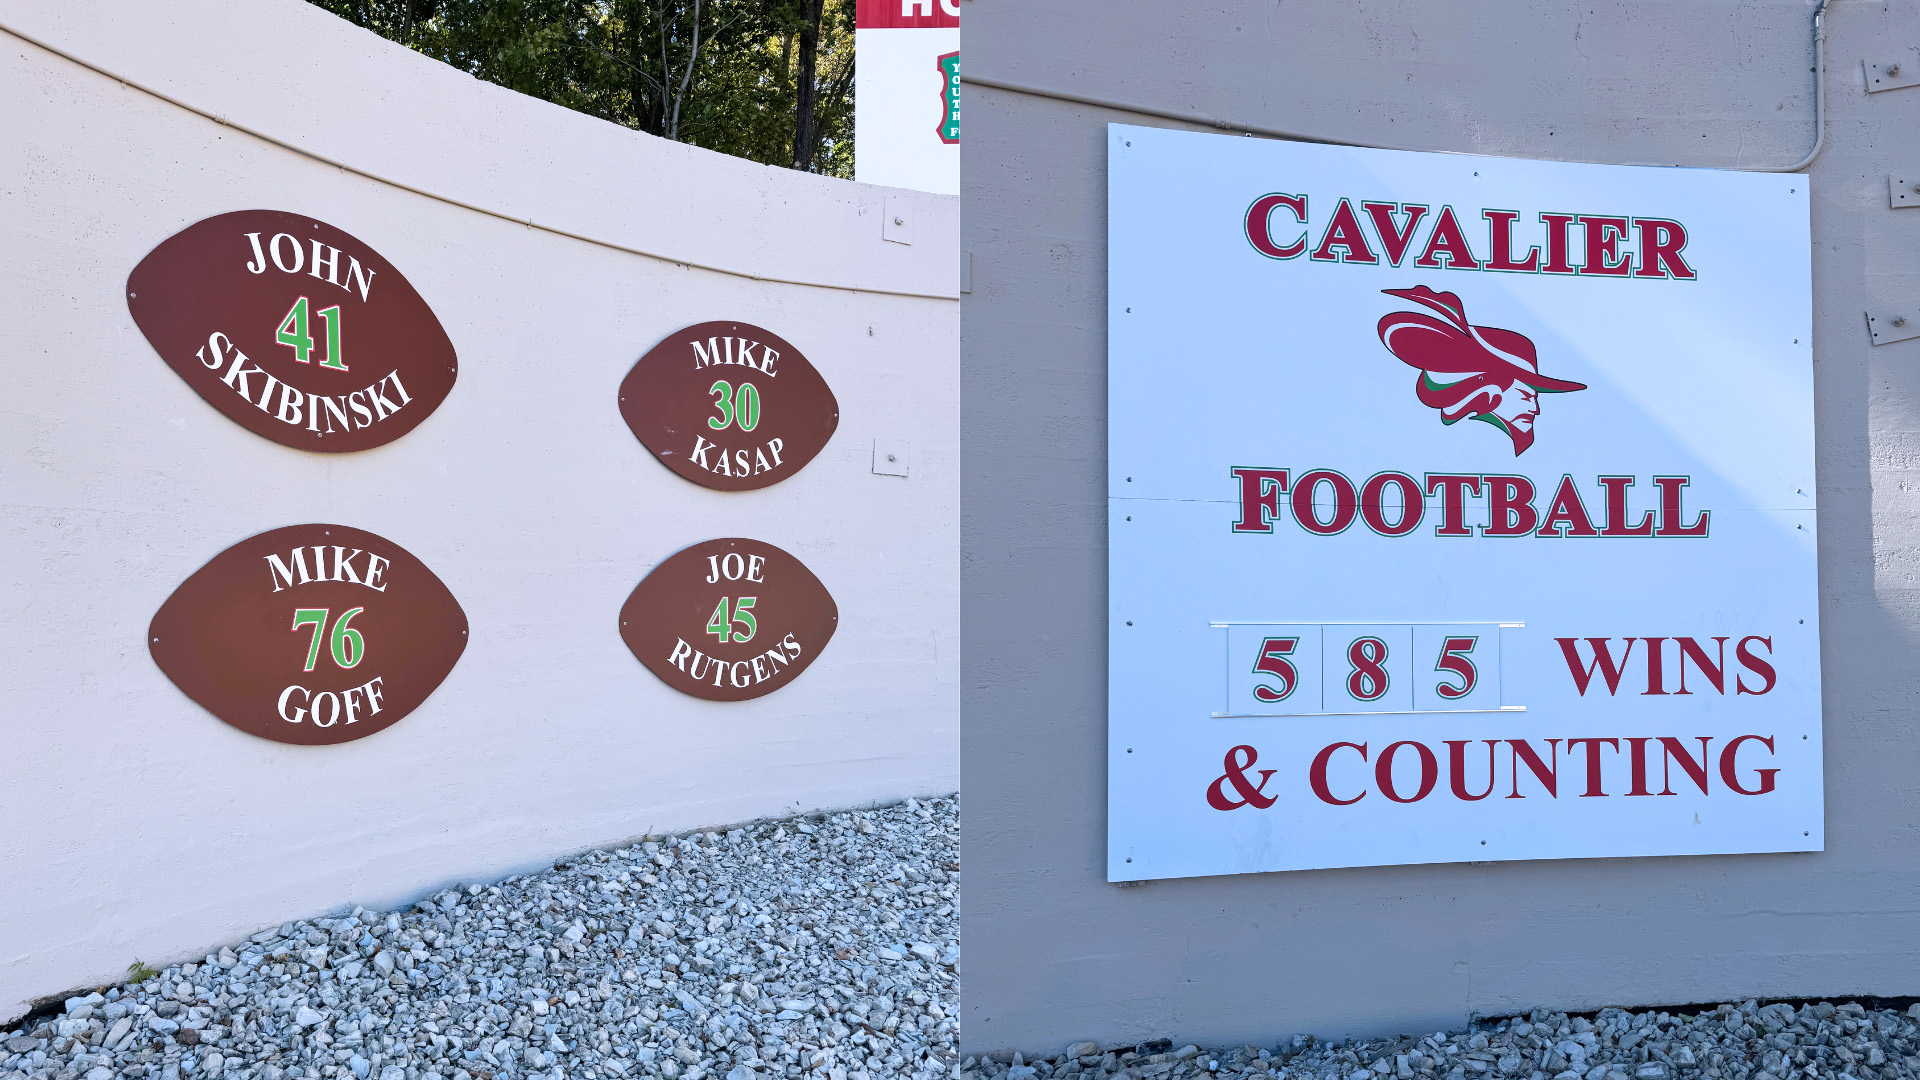 JOHN
41
SKIBINSKI
MIKE
30
KASAP
MIKE
76
GOFF
JOE
45
RUTGENS
CAVALIER
FOOTBALL
585 WINS
& COUNTING